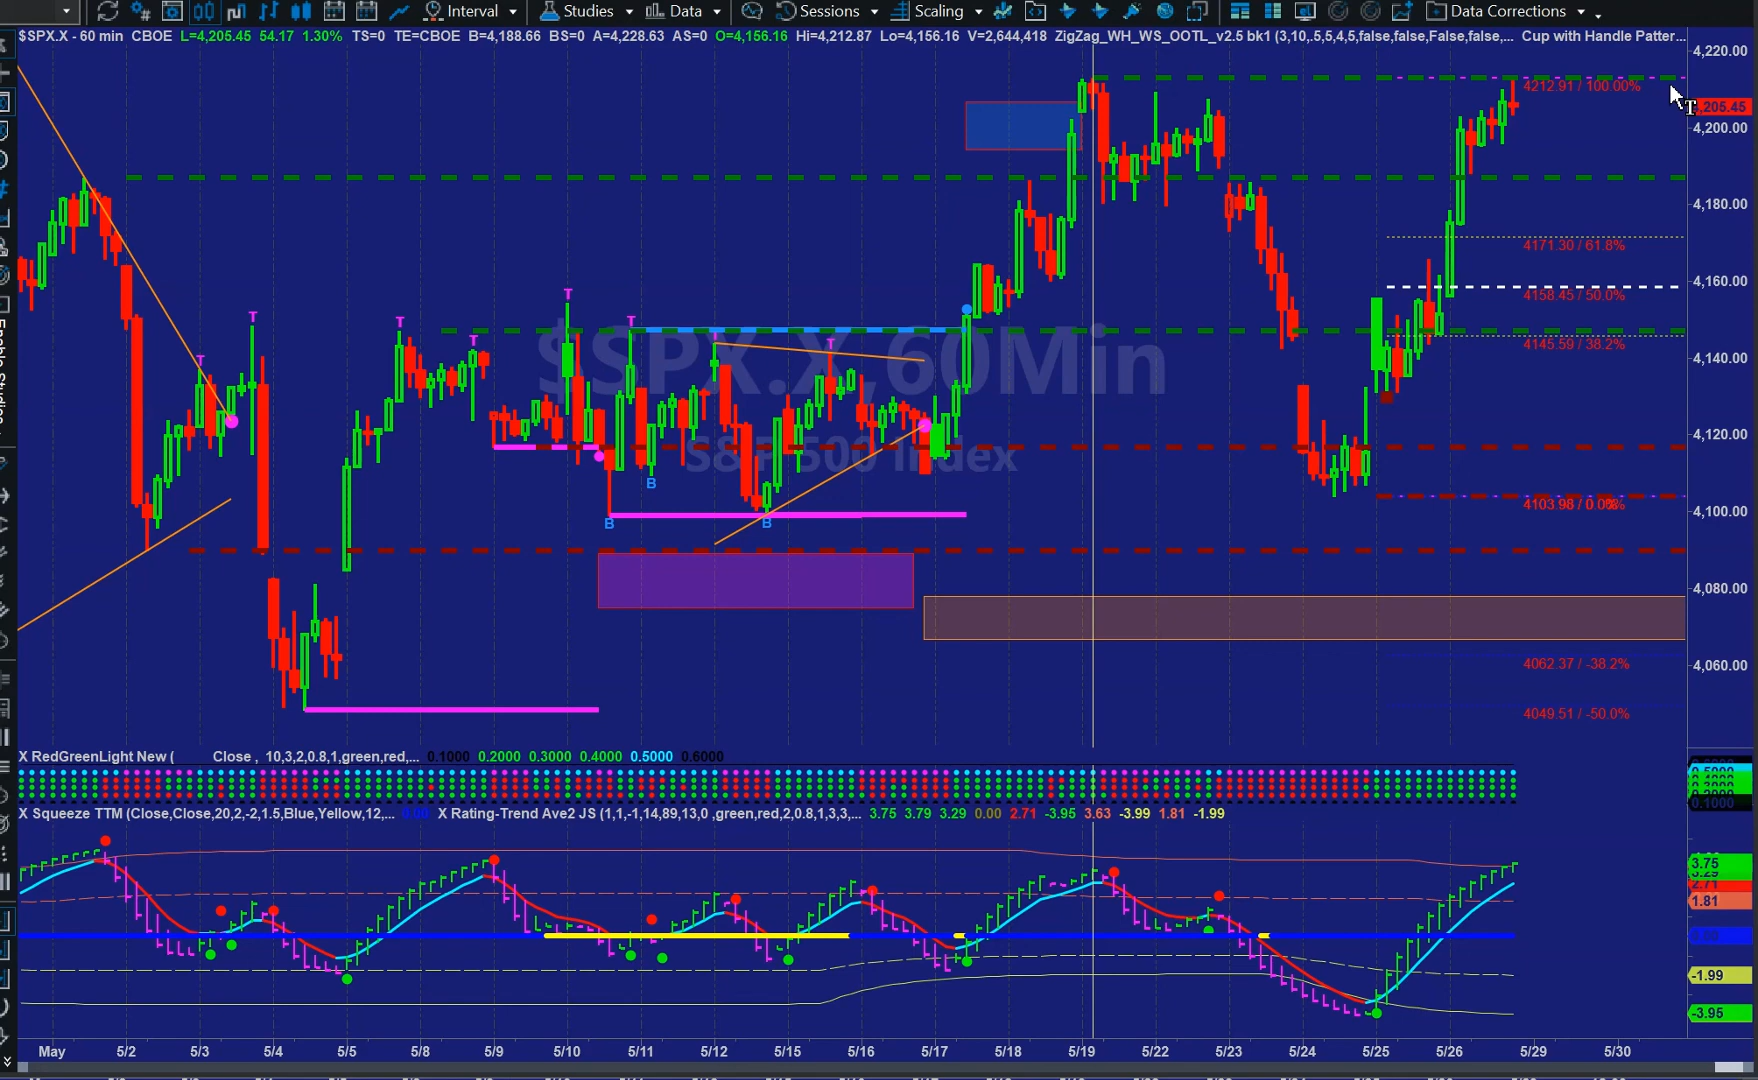 Interval Studies Data Sessions Scaling Data Corrections
$SPX.X - 60 min CBOE L=4,205.45 54.17 1.30% TS=0 TE=CBOE B=4,188.66 BS=0 A=4,228.63 AS=0 O=4,156.16 Hi=4,212.87 Lo=4,156.16 V=2,644,418 ZigZag_WH_WS_OOTL_v2.5 bk1 (3,10,.5,5,4,5,false,false,False,false,... Cup with Handle Patter...
4,220.00
4212.91 / 100.00%
T
,205.45
4,200.00
4,180.00
4171.30 / 61.8%
4,160.00
4158.45 / 50.0%
T T T T T T T T
4145.59 / 38.2%
4,140.00
$SPX.X,60Min
4,120.00
S&P 500 Index
B B B
4103.98 / 0.0%
4,100.00
4,080.00
4062.37 / -38.2%
4,060.00
4049.51 / -50.0%
X RedGreenLight New ( Close , 10,3,2,0.8,1,green,red,... 0.1000 0.2000 0.3000 0.4000 0.5000 0.6000
0.1000
X Squeeze TTM (Close,Close,20,2,-2,1.5,Blue,Yellow,12,... 0.00 X Rating-Trend Ave2 JS (1,1,-1,14,89,13,0 ,green,red,2,0.8,1,3,3,... 3.75 3.79 3.29 0.00 2.71 -3.95 3.63 -3.99 1.81 -1.99
3.75
3.29
2.71
1.81
-1.99
-3.95
May 5/2 5/3 5/4 5/5 5/8 5/9 5/10 5/11 5/12 5/15 5/16 5/17 5/18 5/19 5/22 5/23 5/24 5/25 5/26 5/29 5/30